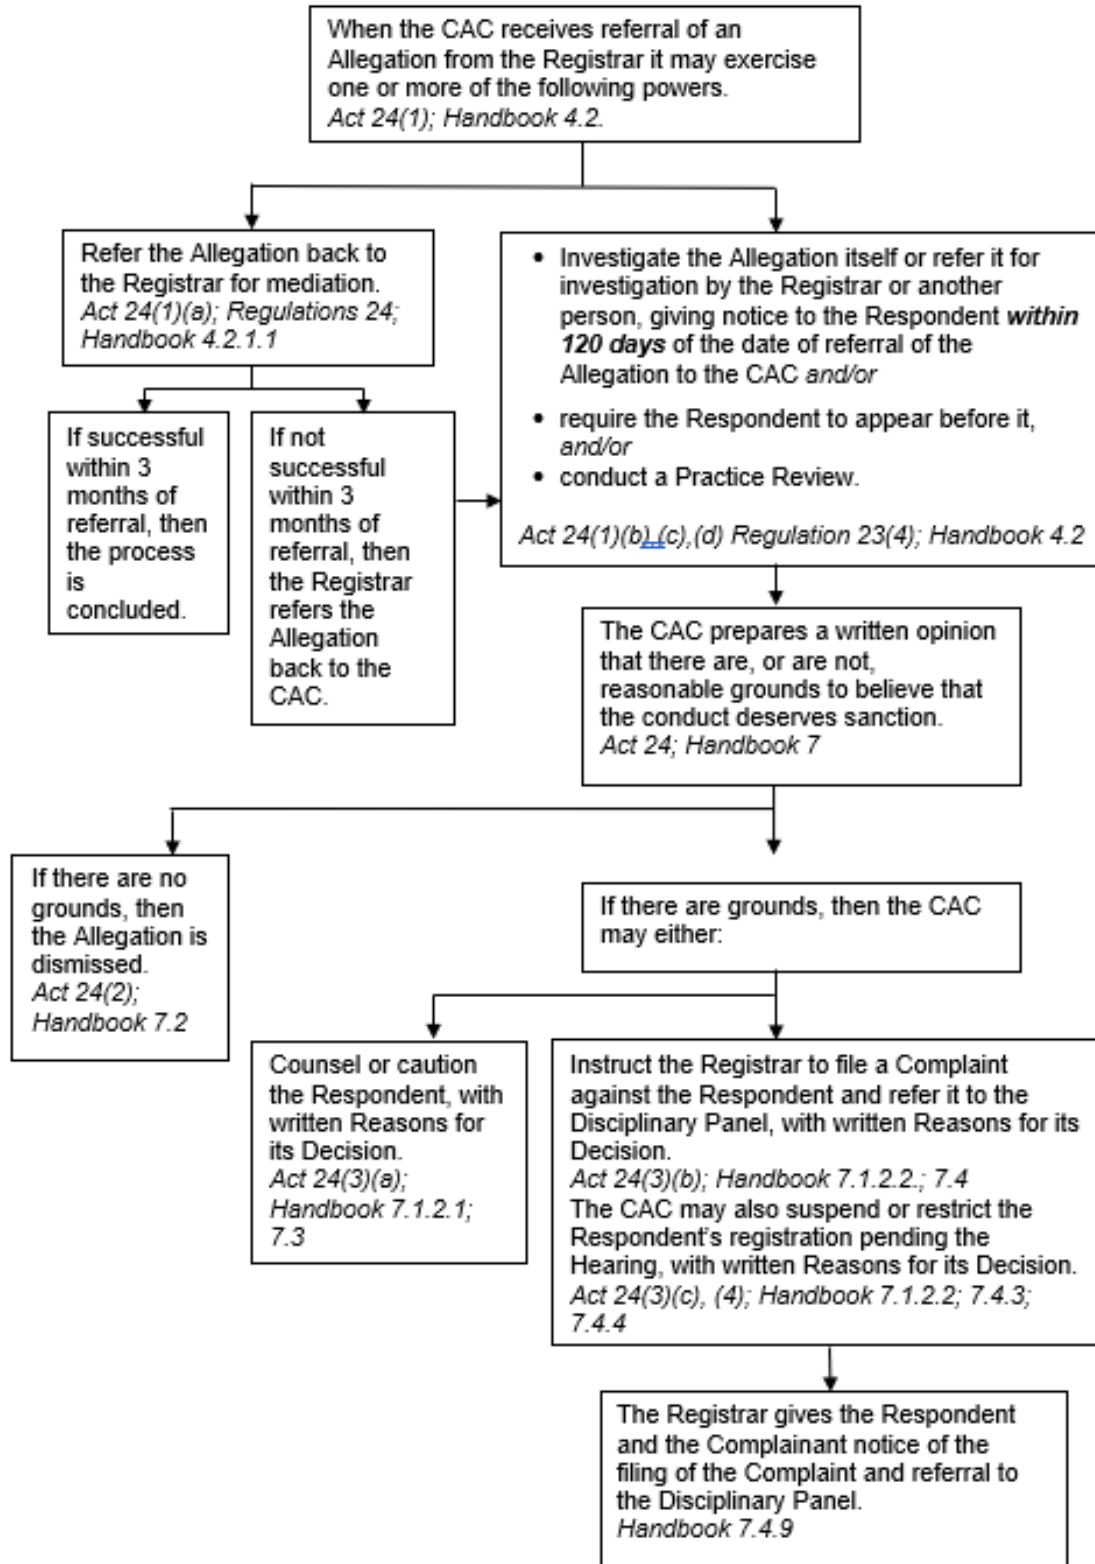 When the CAC receives referral of an
Allegation from the Registrar it may exercise
one or more of the following powers.
Act 24(1); Handbook 4.2.
Refer the Allegation back to
the Registrar for mediation.
Act 24(1)(a); Regulations 24;
Handbook 4.2.1.1
• Investigate the Allegation itself or refer it for
investigation by the Registrar or another
person, giving notice to the Respondent within
120 days of the date of referral of the
Allegation to the CAC and/or
• require the Respondent to appear before it,
and/or
• conduct a Practice Review.
Act 24(1)(b),(c),(d) Regulation 23(4); Handbook 4.2
If successful
within 3
months of
referral, then
the process
is
concluded.
If not
successful
within 3
months of
referral, then
the Registrar
refers the
Allegation
back to the
CAC.
The CAC prepares a written opinion
that there are, or are not,
reasonable grounds to believe that
the conduct deserves sanction.
Act 24; Handbook 7
If there are no
grounds, then
the Allegation is
dismissed.
Act 24(2);
Handbook 7.2
If there are grounds, then the CAC
may either:
Counsel or caution
the Respondent, with
written Reasons for
its Decision.
Act 24(3)(a);
Handbook 7.1.2.1;
7.3
Instruct the Registrar to file a Complaint
against the Respondent and refer it to the
Disciplinary Panel, with written Reasons for its
Decision.
Act 24(3)(b); Handbook 7.1.2.2.; 7.4
The CAC may also suspend or restrict the
Respondent's registration pending the
Hearing, with written Reasons for its Decision.
Act 24(3)(c), (4); Handbook 7.1.2.2; 7.4.3;
7.4.4
The Registrar gives the Respondent
and the Complainant notice of the
filing of the Complaint and referral to
the Disciplinary Panel.
Handbook 7.4.9